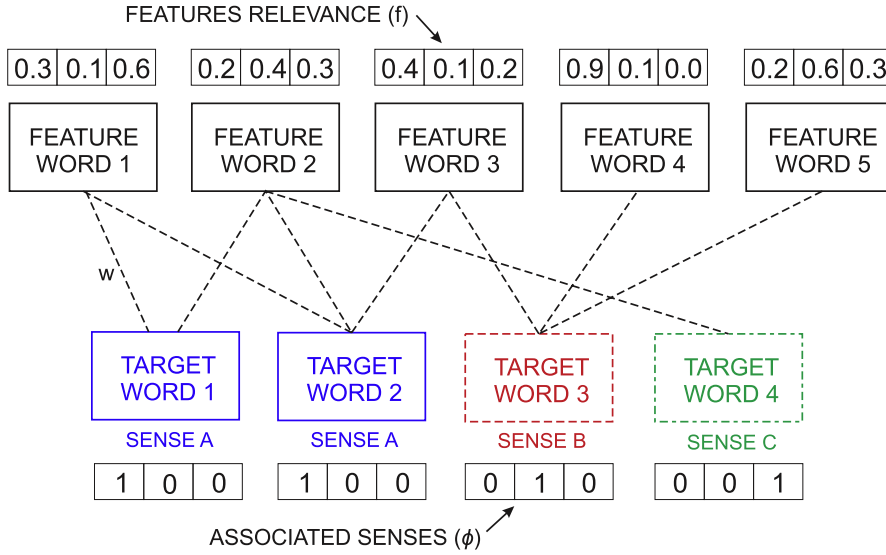 FEATURES RELEVANCE (f)
0.3 0.1 0.6 0.2 0.4 0.3 0.4 0.1 0.2 0.9 0.1 0.0 0.2 0.6 0.3
FEATURE WORD 1
FEATURE WORD 2
FEATURE WORD 3
FEATURE WORD 4
FEATURE WORD 5
w
TARGET WORD 1
TARGET WORD 2
TARGET WORD 3
TARGET WORD 4
SENSE A SENSE A SENSE B SENSE C
1 0 0 1 0 0 0 1 0 0 0 1
ASSOCIATED SENSES (ϕ)